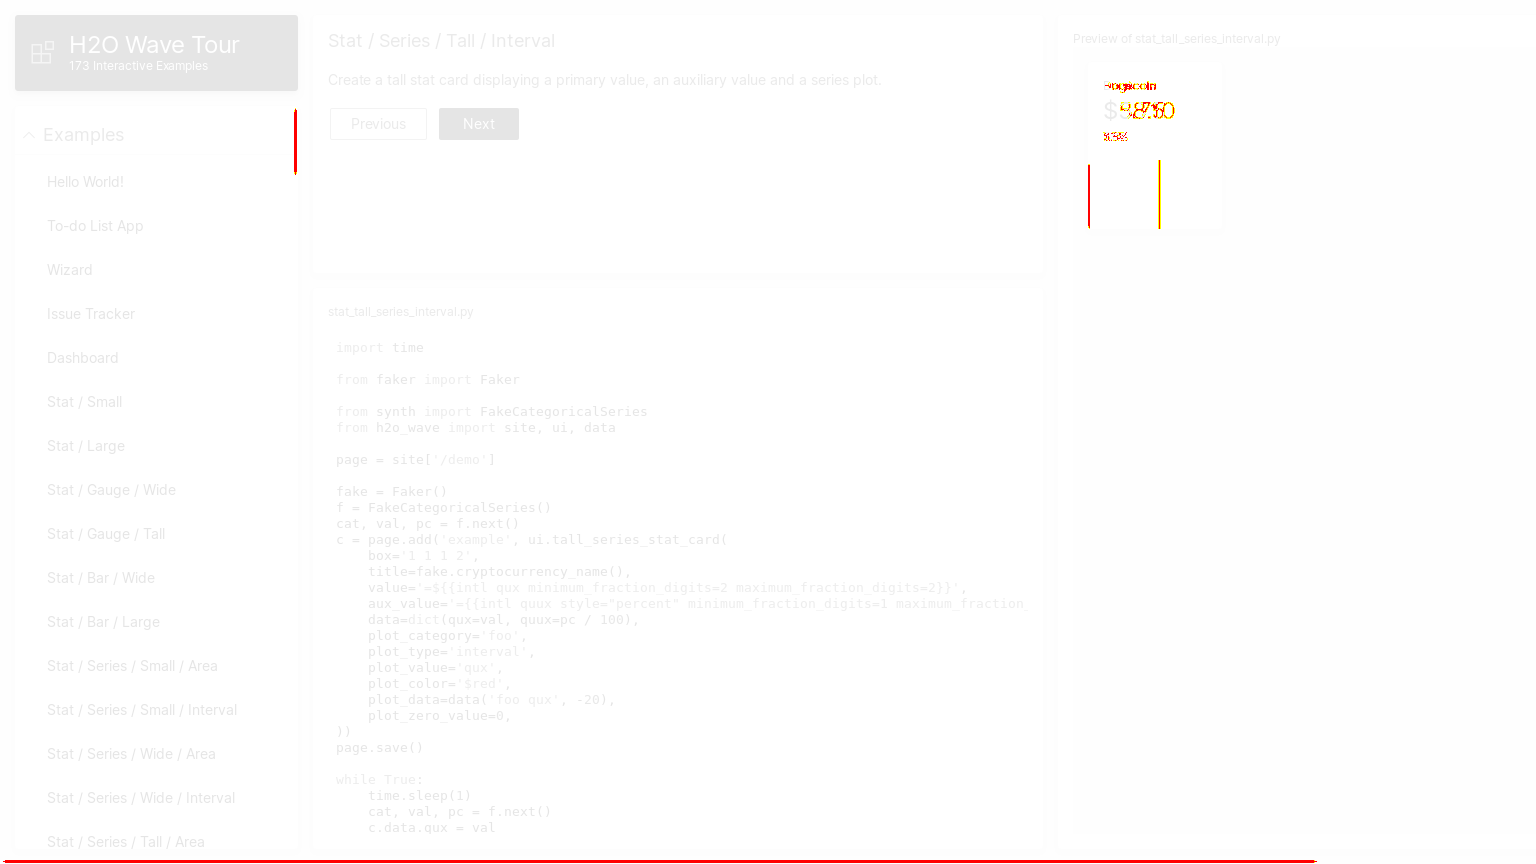 H2O Wave Tour
173 Interactive Examples
Examples
Hello World!
To-do List App
Wizard
Issue Tracker
Dashboard
Stat / Small
Stat / Large
Stat / Gauge / Wide
Stat / Gauge / Tall
Stat / Bar / Wide
Stat / Bar / Large
Stat / Series / Small / Area
Stat / Series / Small / Interval
Stat / Series / Wide / Area
Stat / Series / Wide / Interval
Stat / Series / Tall / Area
Stat / Series / Tall / Interval
Create a tall stat card displaying a primary value, an auxiliary value and a series plot.
Previous
Next
stat_tall_series_interval.py
import time
from faker import Faker
from synth import FakeCategoricalSeries
from h2o_wave import site, ui, data
page = site['/demo']
fake = Faker()
f = FakeCategoricalSeries()
cat, val, pc = f.next()
c = page.add('example', ui.tall_series_stat_card(
    box='1 1 1 2',
    title=fake.cryptocurrency_name(),
    value='=${{intl qux minimum_fraction_digits=2 maximum_fraction_digits=2}}',
    aux_value='={{intl quux style="percent" minimum_fraction_digits=1 maximum_fraction_
    data=dict(qux=val, quux=pc / 100),
    plot_category='foo',
    plot_type='interval',
    plot_value='qux',
    plot_color='$red',
    plot_data=data('foo qux', -20),
    plot_zero_value=0,
))
page.save()
while True:
    time.sleep(1)
    cat, val, pc = f.next()
    c.data.qux = val
Preview of stat_tall_series_interval.py